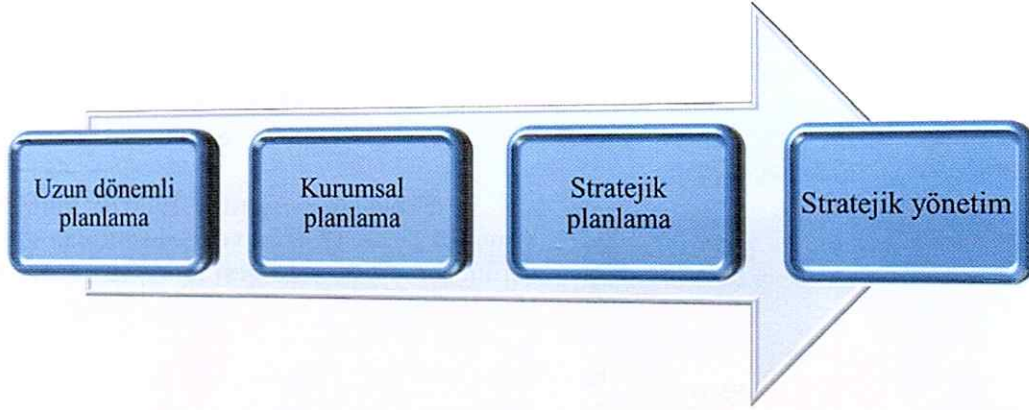 Uzun dönemli
planlama
Kurumsal
planlama
Stratejik
planlama
Stratejik yönetim